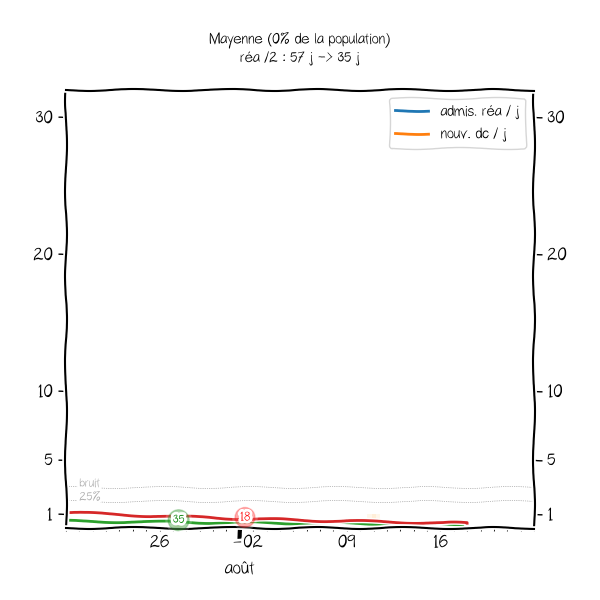 Mayenne (0% de la population)
réa /2 : 57 j -> 35 j
admis. réa / j
nouv. dc / j
30
30
20
20
10
10
5
5
bruit
25%
1
1
35
18
26
02
09
16
août